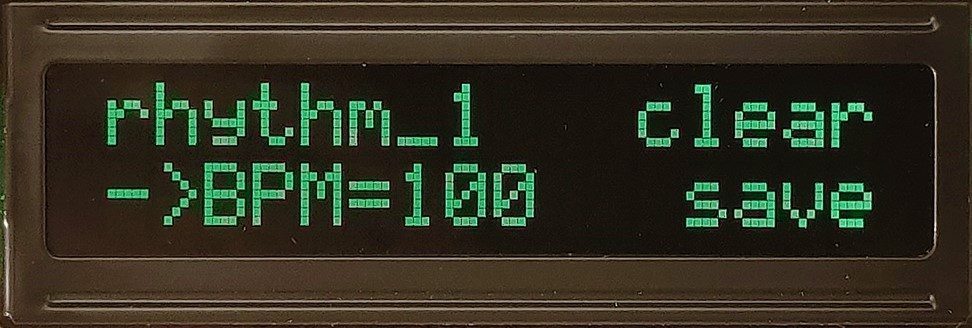 rhythm_1 clear
->BPM=100 save